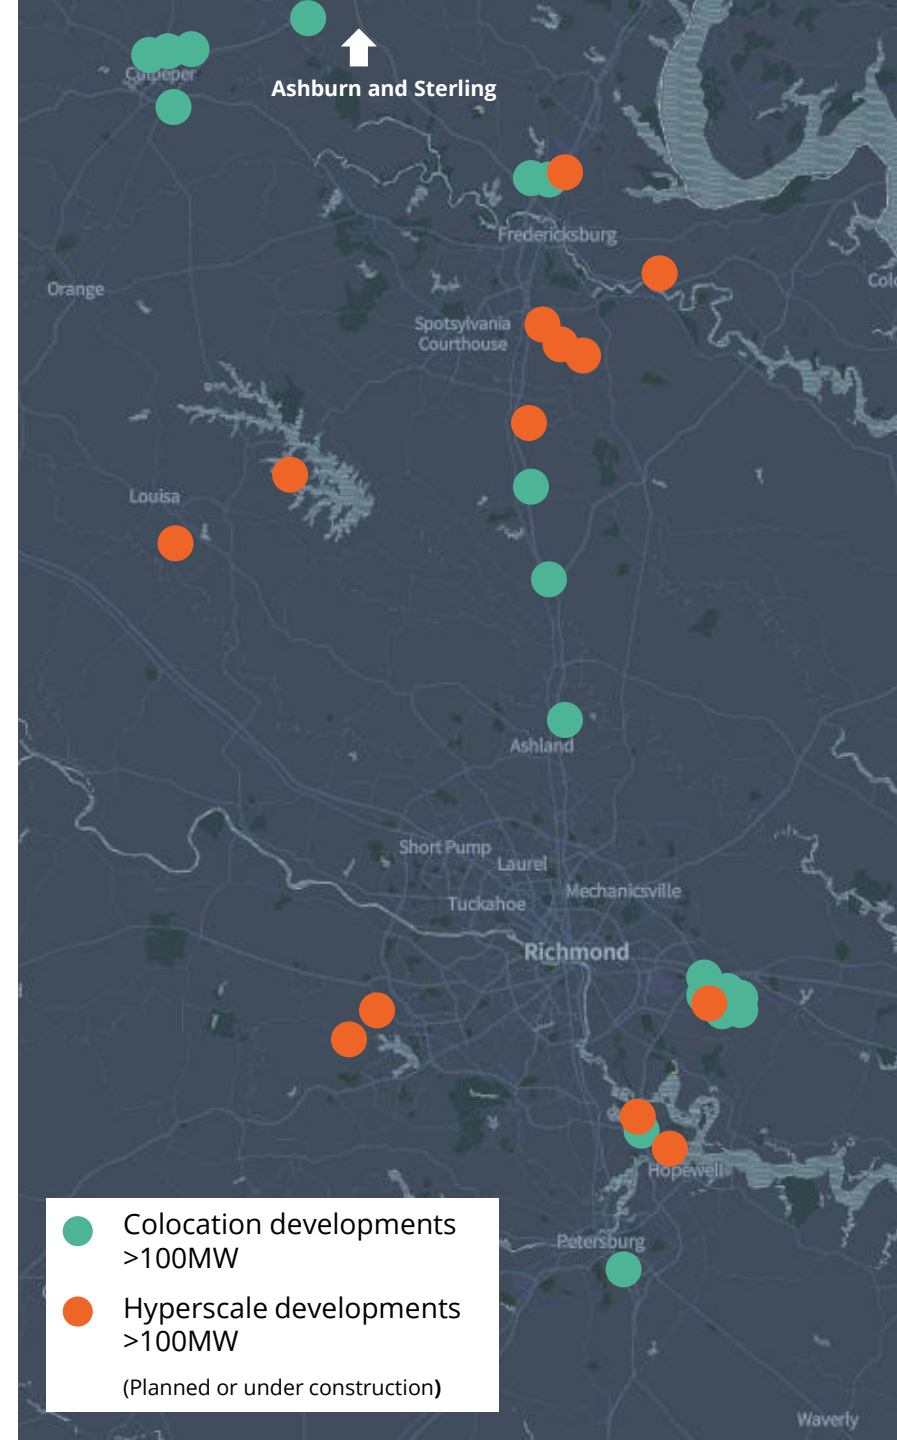 Culpeper
Ashburn and Sterling
Fredericksburg
Orange
Colo
Spotsylvania
Courthouse
Louisa
Ashland
Short Pump
Laurel
Mechanicsville
Tuckahoe
Richmond
Hopewell
Petersburg
Colocation developments
>100MW
Hyperscale developments
>100MW
(Planned or under construction)
Waverly